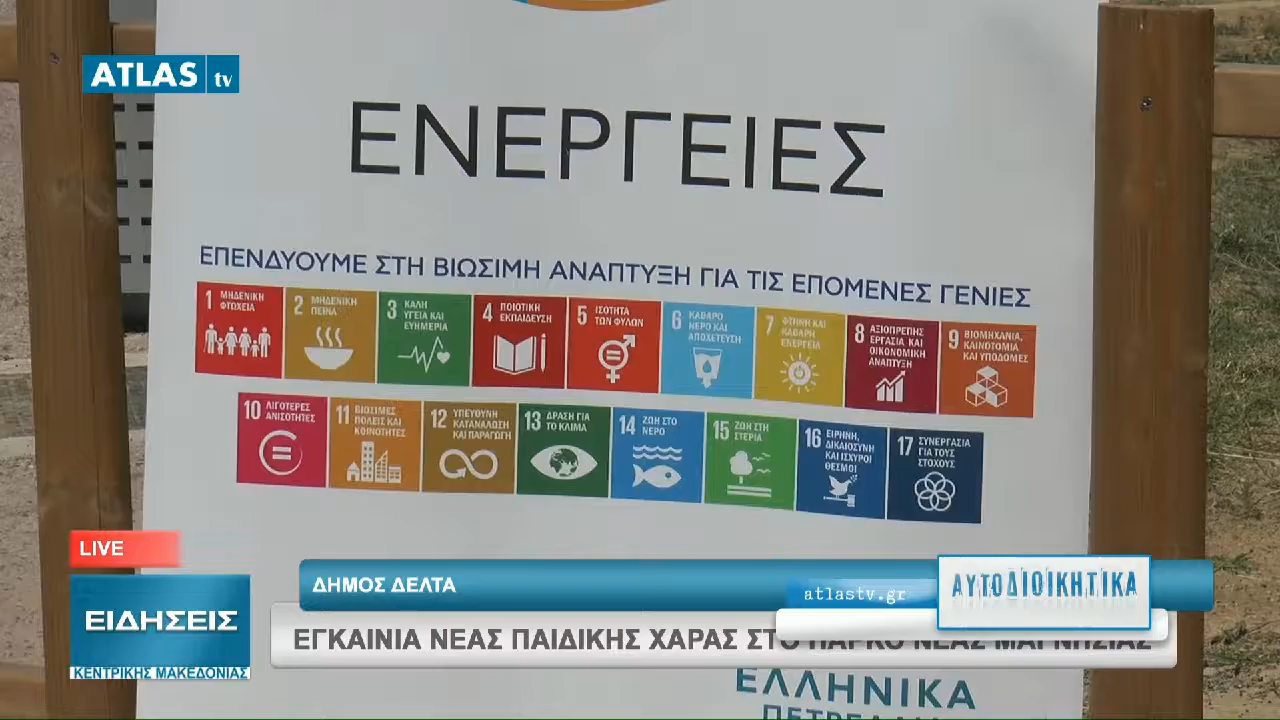 ATLAS tv
ΕΝΕΡΓΕΙΕΣ
ΕΠΕΝΔΥΟΥΜΕ ΣΤΗ ΒΙΩΣΙΜΗ ΑΝΑΠΤΥΞΗ ΓΙΑ ΤΙΣ ΕΠΟΜΕΝΕΣ ΓΕΝΙΕΣ
1 ΜΗΔΕΝΙΚΗ
ΦΤΩΧΕΙΑ
2 ΜΗΔΕΝΙΚΗ
ΠΕΙΝΑ
3 ΚΑΛΗ
ΥΓΕΙΑ ΚΑΙ
ΕΥΗΜΕΡΙΑ
4 ΠΟΙΟΤΙΚΗ
ΕΚΠΑΙΔΕΥΣΗ
5 ΙΣΟΤΗΤΑ
ΤΩΝ ΦΥΛΩΝ
6 ΚΑΘΑΡΟ
ΝΕΡΟ ΚΑΙ
ΑΠΟΧΕΤΕΥΣΗ
7 ΦΤΗΝΗ ΚΑΙ
ΚΑΘΑΡΗ
ΕΝΕΡΓΕΙΑ
8 ΑΞΙΟΠΡΕΠΗΣ
ΕΡΓΑΣΙΑ ΚΑΙ
ΟΙΚΟΝΟΜΙΚΗ
ΑΝΑΠΤΥΞΗ
9 ΒΙΟΜΗΧΑΝΙΑ,
ΚΑΙΝΟΤΟΜΙΑ
ΚΑΙ ΥΠΟΔΟΜΕΣ
10 ΛΙΓΟΤΕΡΕΣ
ΑΝΙΣΟΤΗΤΕΣ
11 ΒΙΩΣΙΜΕΣ
ΠΟΛΕΙΣ ΚΑΙ
ΚΟΙΝΟΤΗΤΕΣ
12 ΥΠΕΥΘΥΝΗ
ΚΑΤΑΝΑΛΩΣΗ
ΚΑΙ ΠΑΡΑΓΩΓΗ
13 ΔΡΑΣΗ ΓΙΑ
ΤΟ ΚΛΙΜΑ
14 ΖΩΗ ΣΤΟ
ΝΕΡΟ
15 ΖΩΗ ΣΤΗ
ΣΤΕΡΙΑ
16 ΕΙΡΗΝΗ,
ΔΙΚΑΙΟΣΥΝΗ
ΚΑΙ ΙΣΧΥΡΟΙ
ΘΕΣΜΟΙ
17 ΣΥΝΕΡΓΑΣΙΑ
ΓΙΑ ΤΟΥΣ
ΣΤΟΧΟΥΣ
LIVE
ΕΙΔΗΣΕΙΣ
ΚΕΝΤΡΙΚΗΣ ΜΑΚΕΔΟΝΙΑΣ
ΔΗΜΟΣ ΔΕΛΤΑ
atlastv.gr
ΑΥΤΟΔΙΟΙΚΗΤΙΚΑ
ΕΓΚΑΙΝΙΑ ΝΕΑΣ ΠΑΙΔΙΚΗΣ ΧΑΡΑΣ ΣΤΟ ΠΑΡΚΟ ΝΕΑΣ ΜΑΓΝΗΣΙΑΣ
ΕΛΛΗΝΙΚΑ